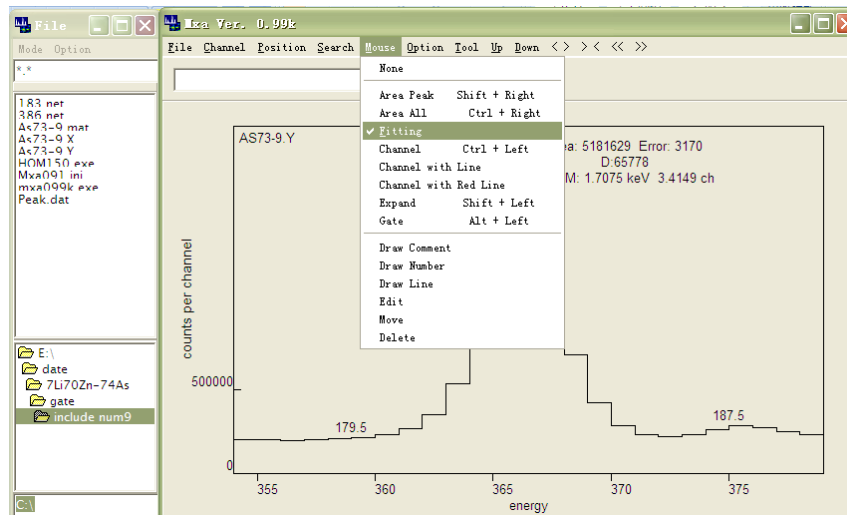 File
Mode Option
*.*
183 net
386 net
As73-9 mat
As73-9 X
As73-9 Y
HOM150 exe
Mxa091 ini
mxa099k exe
Peak.dat
E:\
date
7Li70Zn-74As
gate
include num9
C:\
Mxa Ver. 0.99k
File Channel Position Search Mouse Option Tool Up Down < > > < << >>
None
Area Peak Shift + Right
Area All Ctrl + Right
✓ Fitting
Channel Ctrl + Left
Channel with Line
Channel with Red Line
Expand Shift + Left
Gate Alt + Left
Draw Comment
Draw Number
Draw Line
Edit
Move
Delete
AS73-9.Y
ea: 5181629 Error: 3170
D:65778
M: 1.7075 keV 3.4149 ch
counts per channel
500000
179.5
187.5
0
355 360 365 370 375
energy